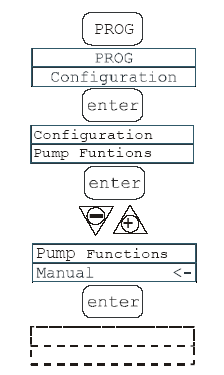 PROG
PROG
Configuration
enter
Configuration
Pump Funtions
enter
Pump Functions
Manual <-
enter